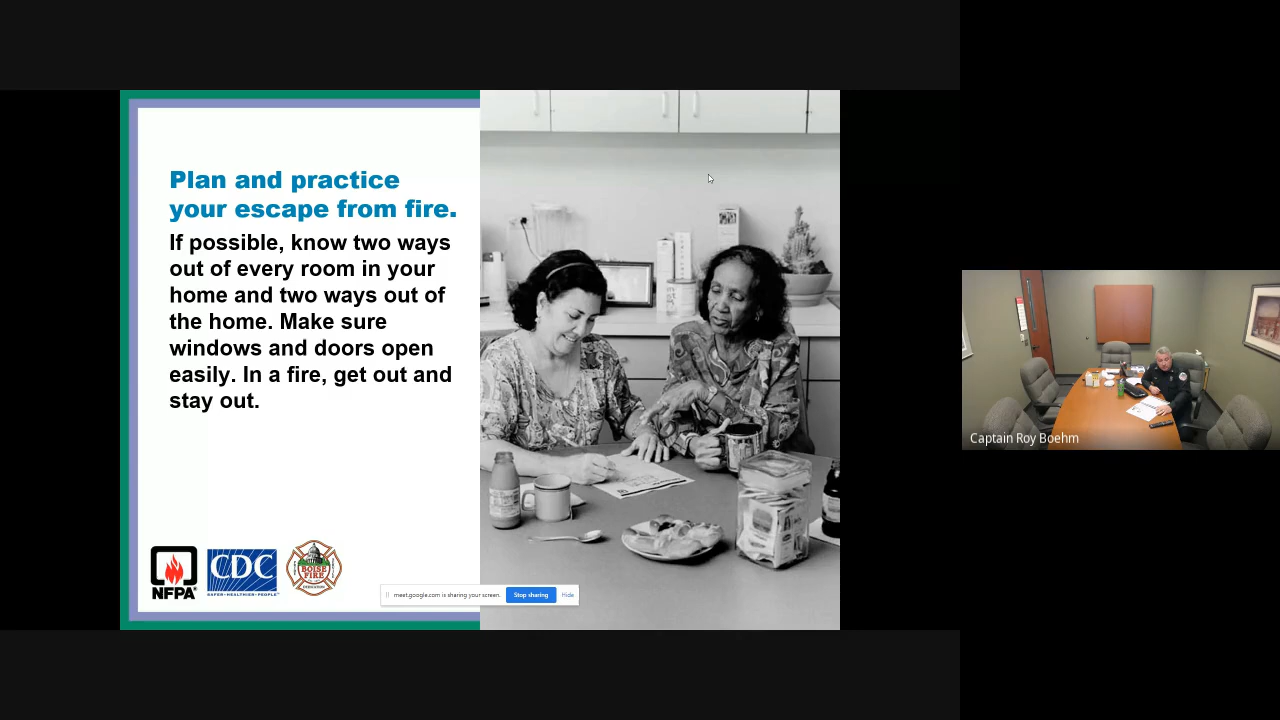 Plan and practice
your escape from fire.
If possible, know two ways
out of every room in your
home and two ways out of
the home. Make sure
windows and doors open
easily. In a fire, get out and
stay out.
NFPA
CDC
SAFER·HEALTHIER·PEOPLE
BOISE
FIRE
meet.google.com is sharing your screen.
Stop sharing
Hide
Captain Roy Boehm